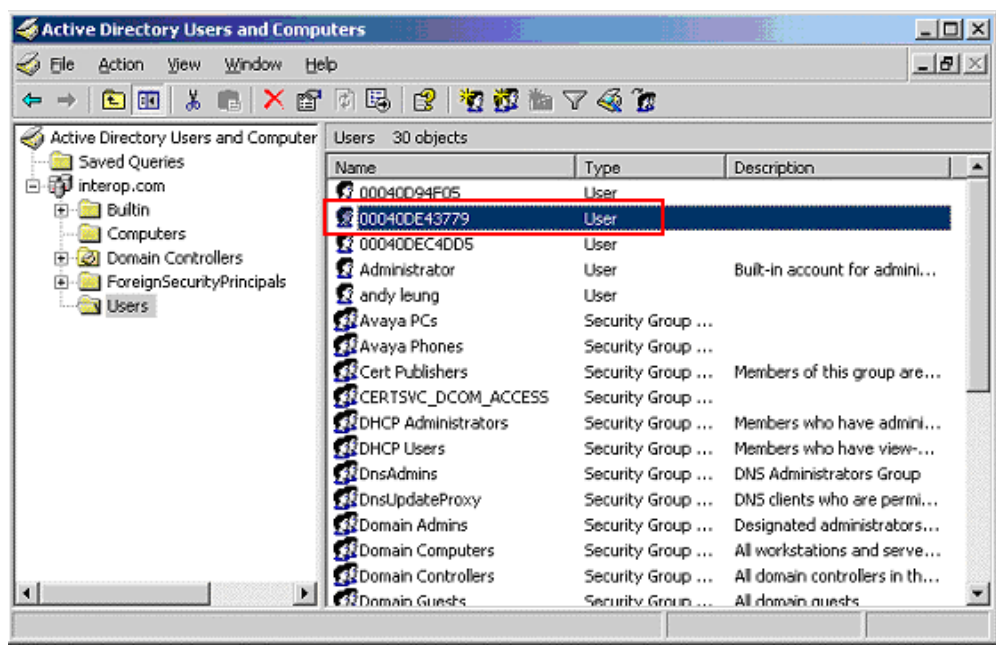 Active Directory Users and Computers
File Action View Window Help
Active Directory Users and Computer
Saved Queries
interop.com
Builtin
Computers
Domain Controllers
ForeignSecurityPrincipals
Users
Users 30 objects
Name Type Description
00040D94F05 User
00040DE43779 User
00040DEC4DD5 User
Administrator User Built-in account for admini...
andy leung User
Avaya PCs Security Group ...
Avaya Phones Security Group ...
Cert Publishers Security Group ... Members of this group are...
CERTSVC_DCOM_ACCESS Security Group ...
DHCP Administrators Security Group ... Members who have admini...
DHCP Users Security Group ... Members who have view-...
DnsAdmins Security Group ... DNS Administrators Group
DnsUpdateProxy Security Group ... DNS clients who are permi...
Domain Admins Security Group ... Designated administrators...
Domain Computers Security Group ... All workstations and serve...
Domain Controllers Security Group ... All domain controllers in th...
Domain Guests Security Group ... All domain guests